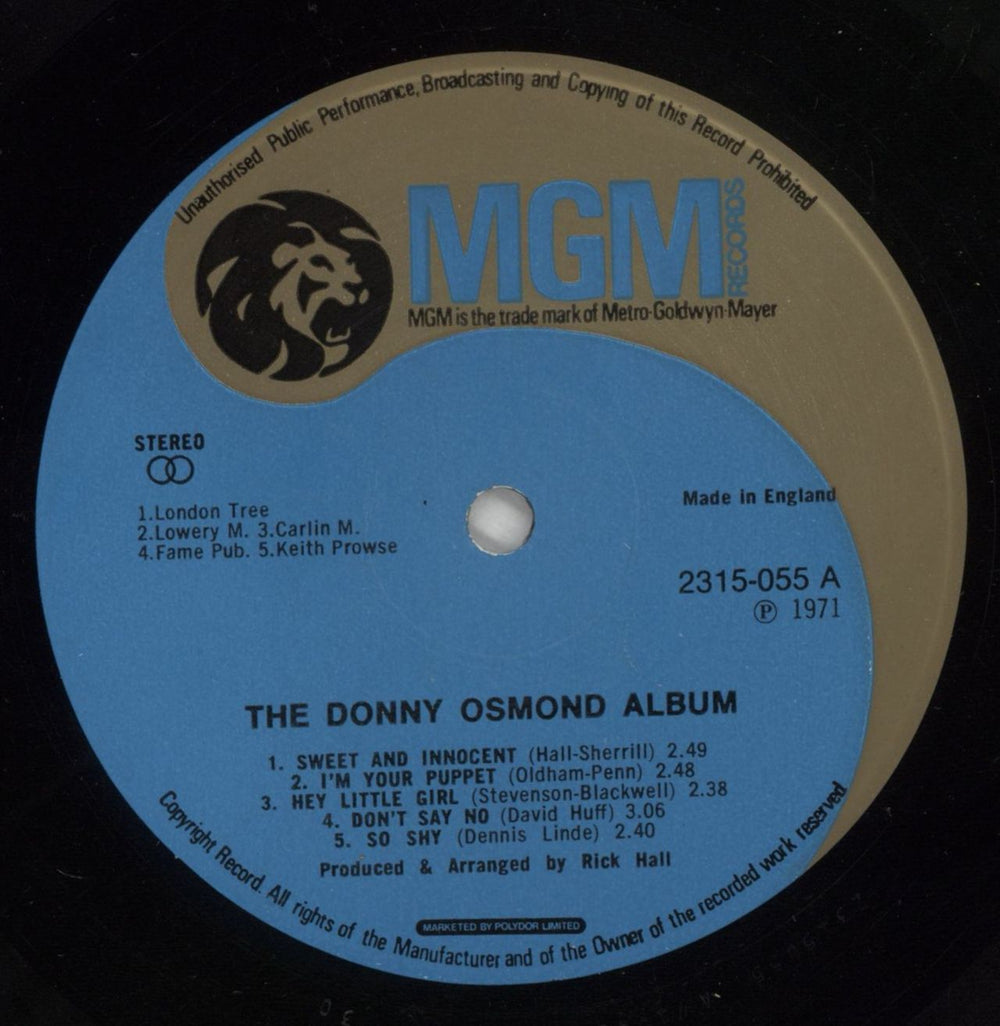 Unauthorised Public Performance, Broadcasting and Copying of this Record Prohibited
MGM
RECORDS
MGM is the trade mark of Metro-Goldwyn-Mayer
STEREO
1.London Tree
2.Lowery M. 3.Carlin M.
4.Fame Pub. 5.Keith Prowse
Made in England
2315-055 A
Ⓟ 1971
THE DONNY OSMOND ALBUM
1. SWEET AND INNOCENT (Hall-Sherrill) 2.49
2. I'M YOUR PUPPET (Oldham-Penn) 2.48
3. HEY LITTLE GIRL (Stevenson-Blackwell) 2.38
4. DON'T SAY NO (David Huff) 3.06
5. SO SHY (Dennis Linde) 2.40
Produced & Arranged by Rick Hall
MARKETED BY POLYDOR LIMITED
Copyright Record. All rights of the Manufacturer and of the Owner of the recorded work reserved